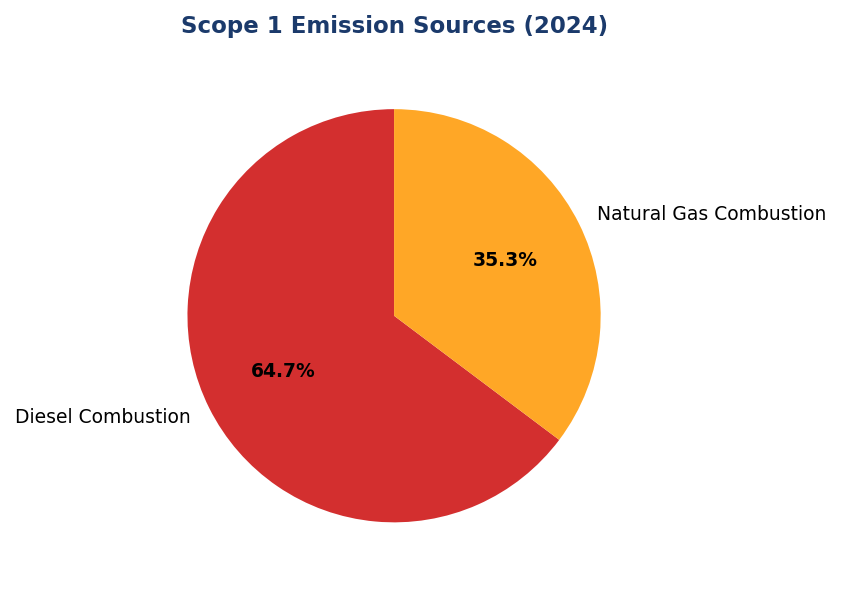 Scope 1 Emission Sources (2024)
Natural Gas Combustion
35.3%
64.7%
Diesel Combustion